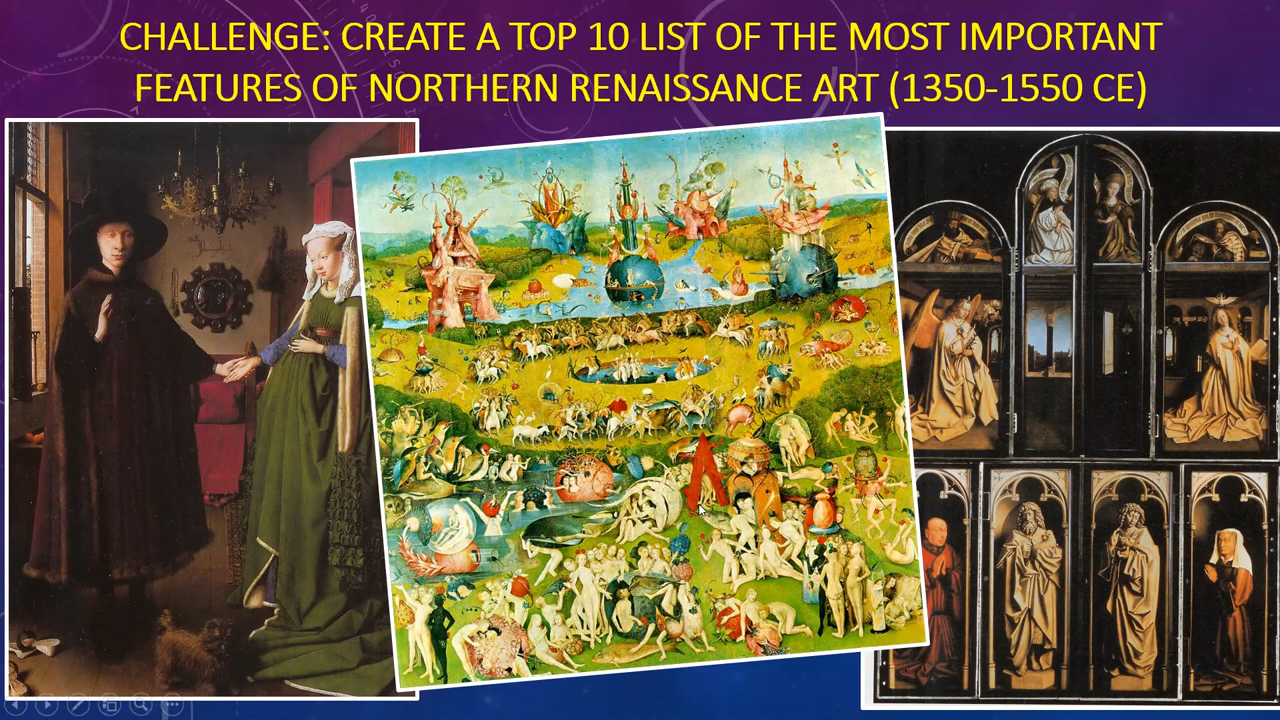 CHALLENGE: CREATE A TOP 10 LIST OF THE MOST IMPORTANT
FEATURES OF NORTHERN RENAISSANCE ART (1350-1550 CE)